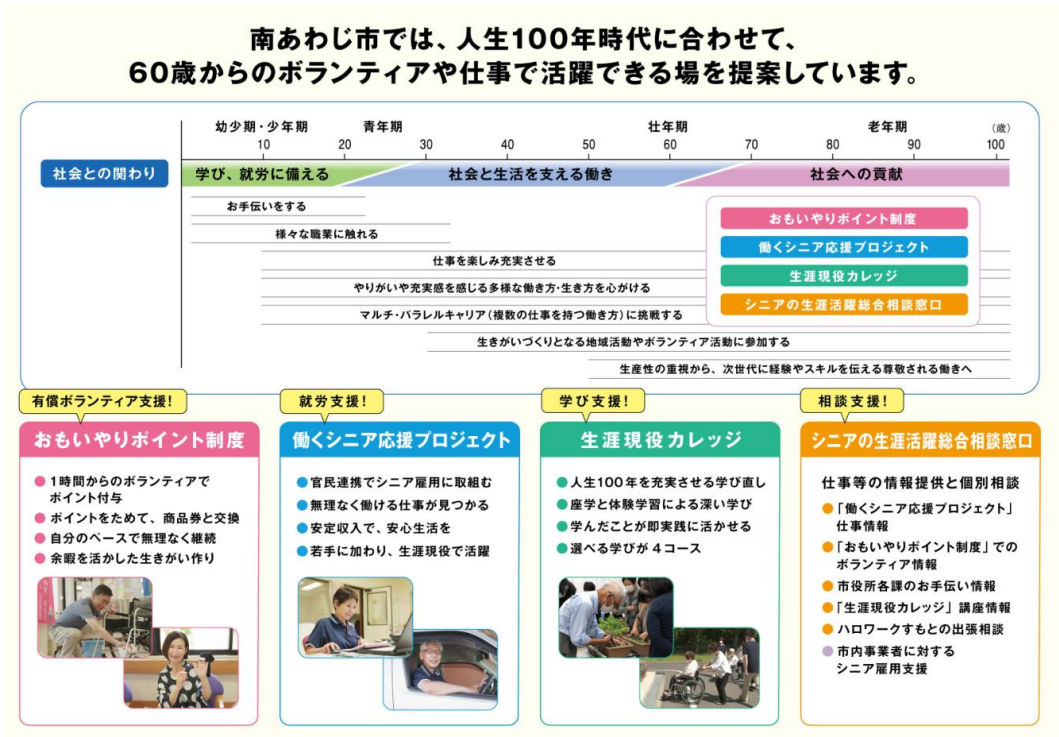 南あわじ市では、人生100年時代に合わせて、
60歳からのボランティアや仕事で活躍できる場を提案しています。
幼少期・少年期 青年期 壮年期 老年期 (歳)
10 20 30 40 50 60 70 80 90 100
社会との関わり
学び、就労に備える 社会と生活を支える働き 社会への貢献
お手伝いをする
様々な職業に触れる
仕事を楽しみ充実させる
やりがいや充実感を感じる多様な働き方・生き方を心がける
マルチ・パラレルキャリア(複数の仕事を持つ働き方)に挑戦する
生きがいづくりとなる地域活動やボランティア活動に参加する
生産性の重視から、次世代に経験やスキルを伝える尊敬される働きへ
おもいやりポイント制度
働くシニア応援プロジェクト
生涯現役カレッジ
シニアの生涯活躍総合相談窓口
有償ボランティア支援!
おもいやりポイント制度
●1時間からのボランティアで
ポイント付与
●ポイントをためて、商品券と交換
●自分のペースで無理なく継続
●余暇を活かした生きがい作り
就労支援!
働くシニア応援プロジェクト
●官民連携でシニア雇用に取組む
●無理なく働ける仕事が見つかる
●安定収入で、安心生活を
●若手に加わり、生涯現役で活躍
学び支援!
生涯現役カレッジ
●人生100年を充実させる学び直し
●座学と体験学習による深い学び
●学んだことが即実践に活かせる
●選べる学びが4コース
相談支援!
シニアの生涯活躍総合相談窓口
仕事等の情報提供と個別相談
●「働くシニア応援プロジェクト」
仕事情報
●「おもいやりポイント制度」での
ボランティア情報
●市役所各課のお手伝い情報
●「生涯現役カレッジ」講座情報
●ハロワークすもとの出張相談
●市内事業者に対する
シニア雇用支援